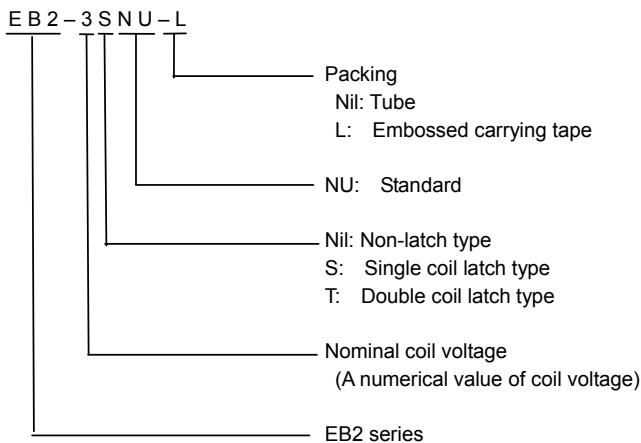 E B 2 – 3 S N U – L
Packing
Nil: Tube
L: Embossed carrying tape
NU: Standard
Nil: Non-latch type
S: Single coil latch type
T: Double coil latch type
Nominal coil voltage
(A numerical value of coil voltage)
EB2 series